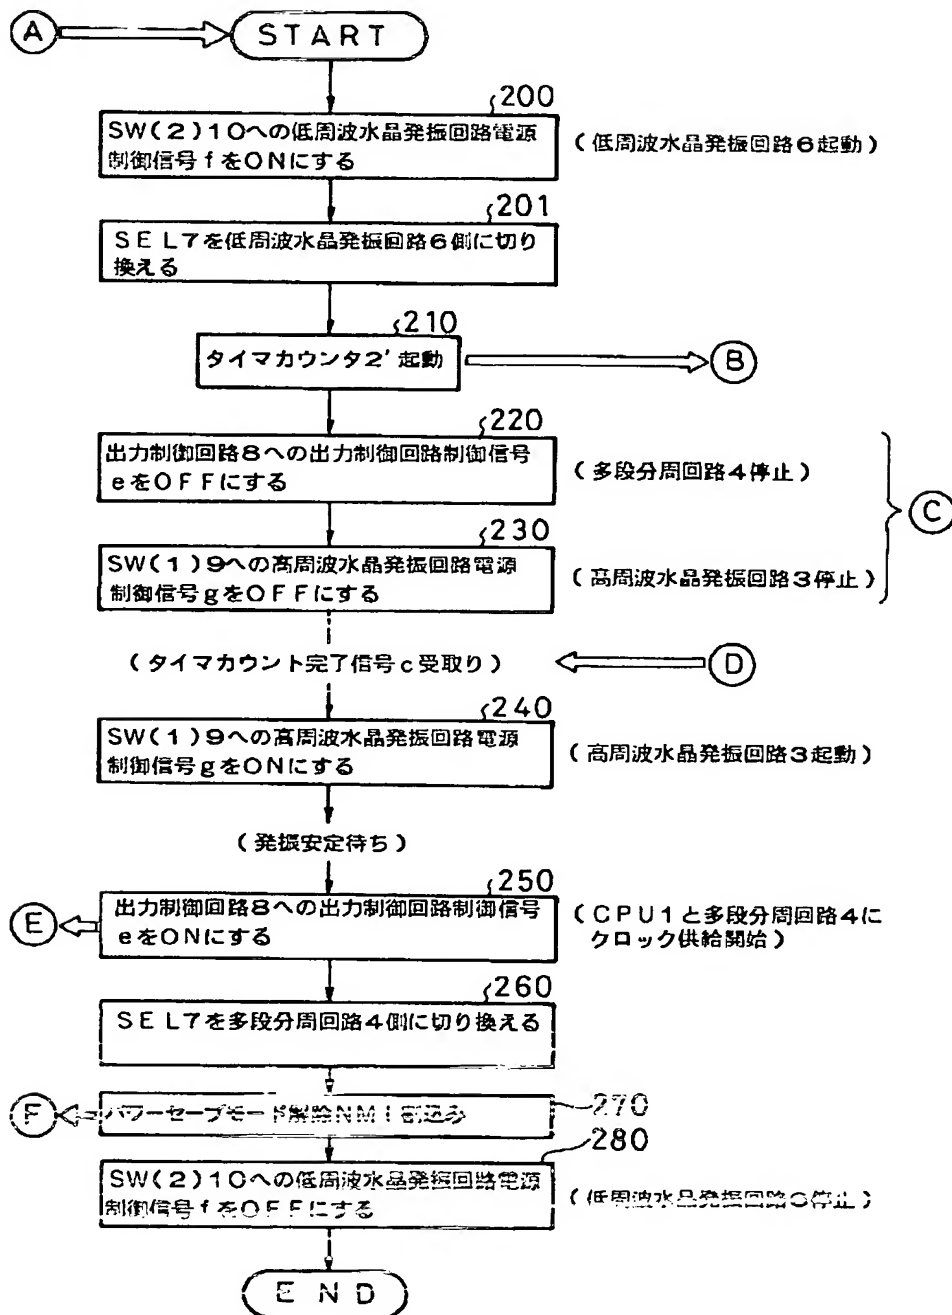 A
START
200
SW(2)10への低周波水晶発振回路電源
制御信号fをONにする
(低周波水晶発振回路6起動)
201
SEL7を低周波水晶発振回路6側に切り
換える
210
タイマカウンタ2'起動
B
220
出力制御回路8への出力制御回路制御信号
eをOFFにする
(多段分周回路4停止)
C
230
SW(1)9への高周波水晶発振回路電源
制御信号gをOFFにする
(高周波水晶発振回路3停止)
(タイマカウント完了信号c受取り)
D
240
SW(1)9への高周波水晶発振回路電源
制御信号gをONにする
(高周波水晶発振回路3起動)
(発振安定待ち)
250
E
出力制御回路8への出力制御回路制御信号
eをONにする
(CPU1と多段分周回路4に
クロック供給開始)
260
SEL7を多段分周回路4側に切り換える
F
パワーセーブモード解除NMI割込み
270
280
SW(2)10への低周波水晶発振回路電源
制御信号fをOFFにする
(低周波水晶発振回路6停止)
END